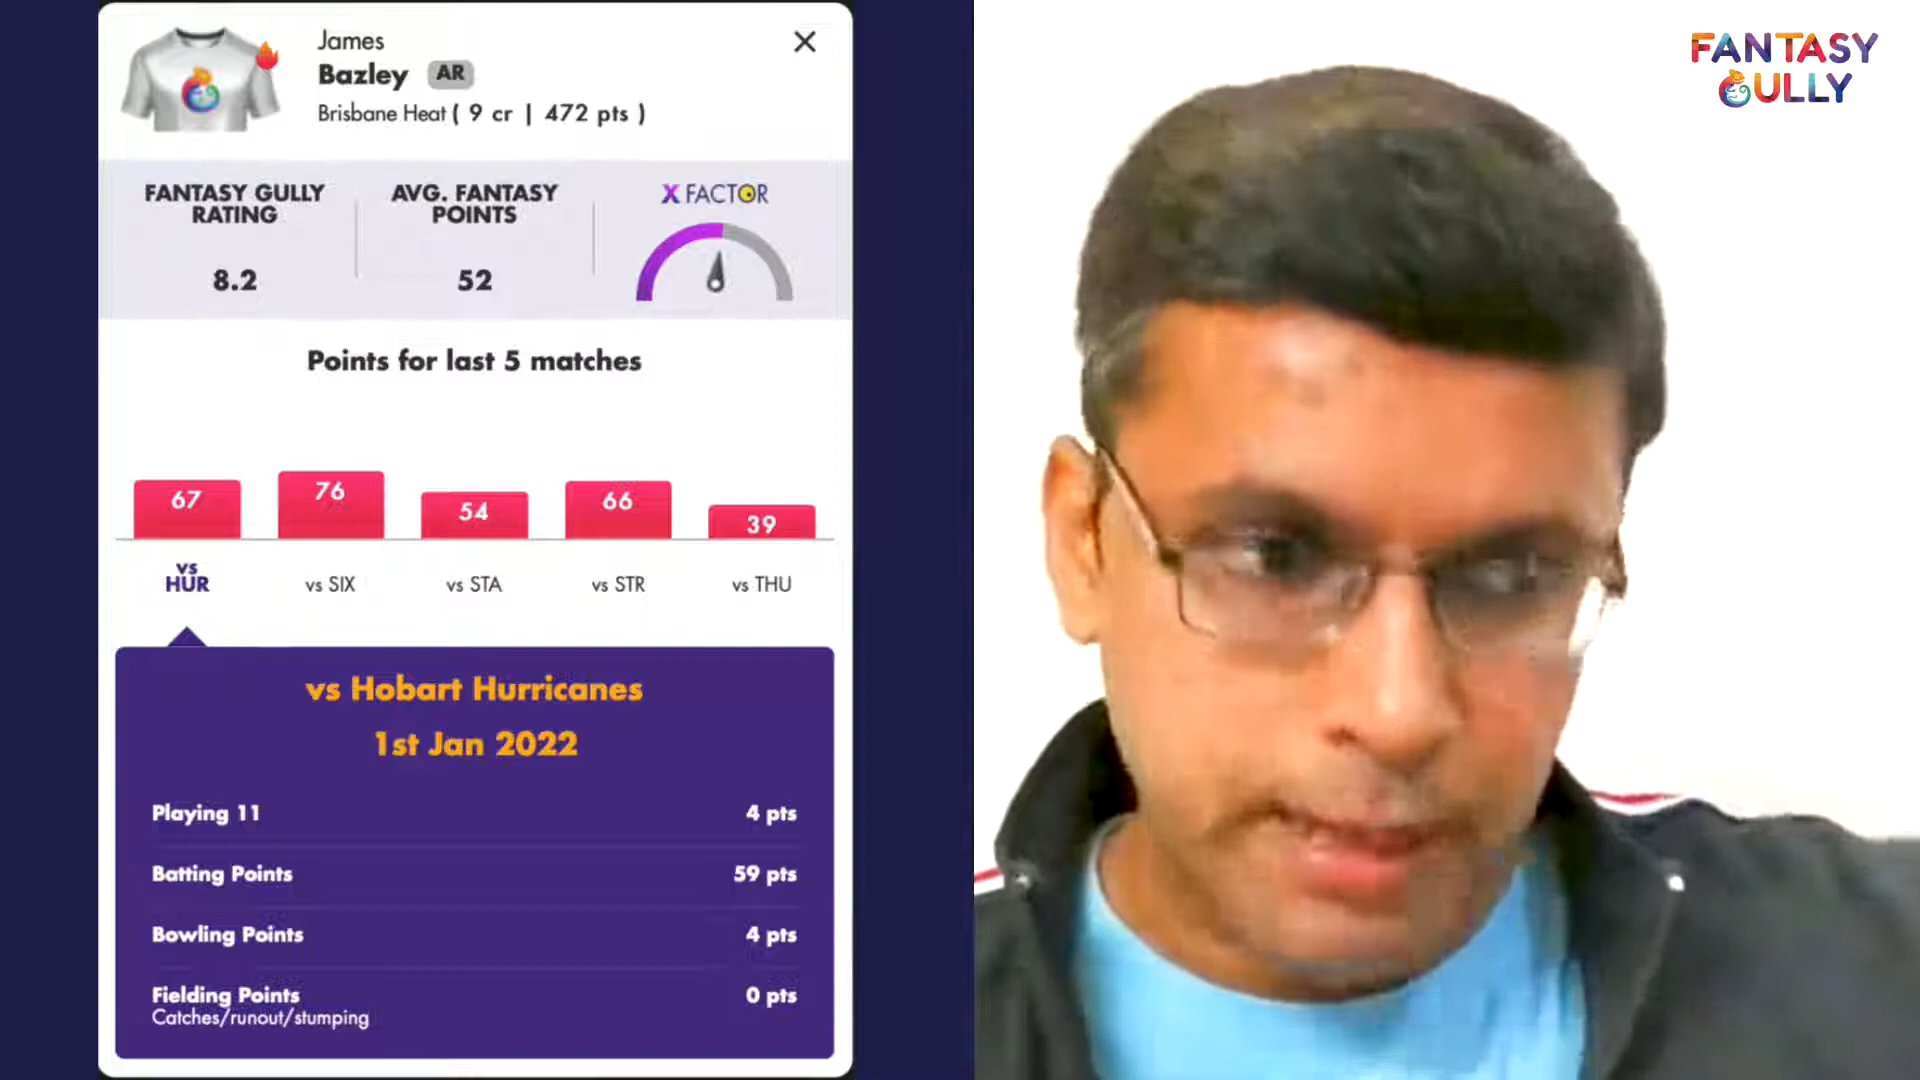 James
Bazley AR
Brisbane Heat ( 9 cr | 472 pts )
FANTASY GULLY
RATING
8.2
AVG. FANTASY
POINTS
52
X FACTOR
Points for last 5 matches
67
76
54
66
39
vs
HUR
vs SIX
vs STA
vs STR
vs THU
vs Hobart Hurricanes
1st Jan 2022
Playing 11 4 pts
Batting Points 59 pts
Bowling Points 4 pts
Fielding Points 0 pts
Catches/runout/stumping
FANTASY
GULLY